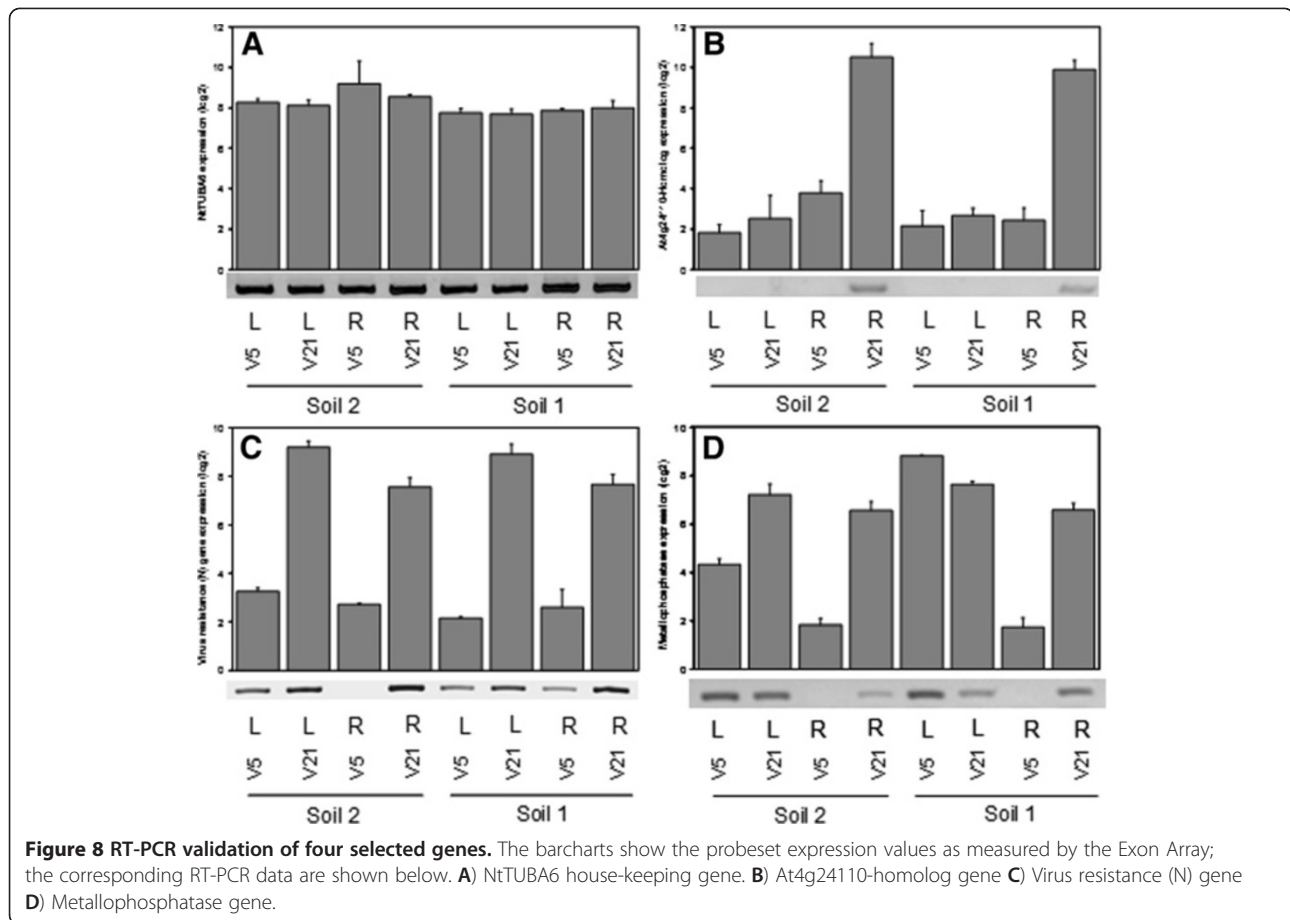 A
NtTUBA6 expression (log2)
12
10
8
6
4
2
0
L L R R L L R R
V5 V21 V5 V21 V5 V21 V5 V21
Soil 2 Soil 1
B
expression (log2)
12
10
8
6
4
2
0
L L R R L L R R
V5 V21 V5 V21 V5 V21 V5 V21
Soil 2 Soil 1
C
Virus resistance (N) gene expression (log2)
10
8
6
4
2
0
L L R R L L R R
V5 V21 V5 V21 V5 V21 V5 V21
Soil 2 Soil 1
D
Metallophosphatase expression (log2)
10
8
6
4
2
0
L L R R L L R R
V5 V21 V5 V21 V5 V21 V5 V21
Soil 2 Soil 1
Figure 8 RT-PCR validation of four selected genes. The barcharts show the probeset expression values as measured by the Exon Array;
the corresponding RT-PCR data are shown below. A) NtTUBA6 house-keeping gene. B) At4g24110-homolog gene C) Virus resistance (N) gene
D) Metallophosphatase gene.